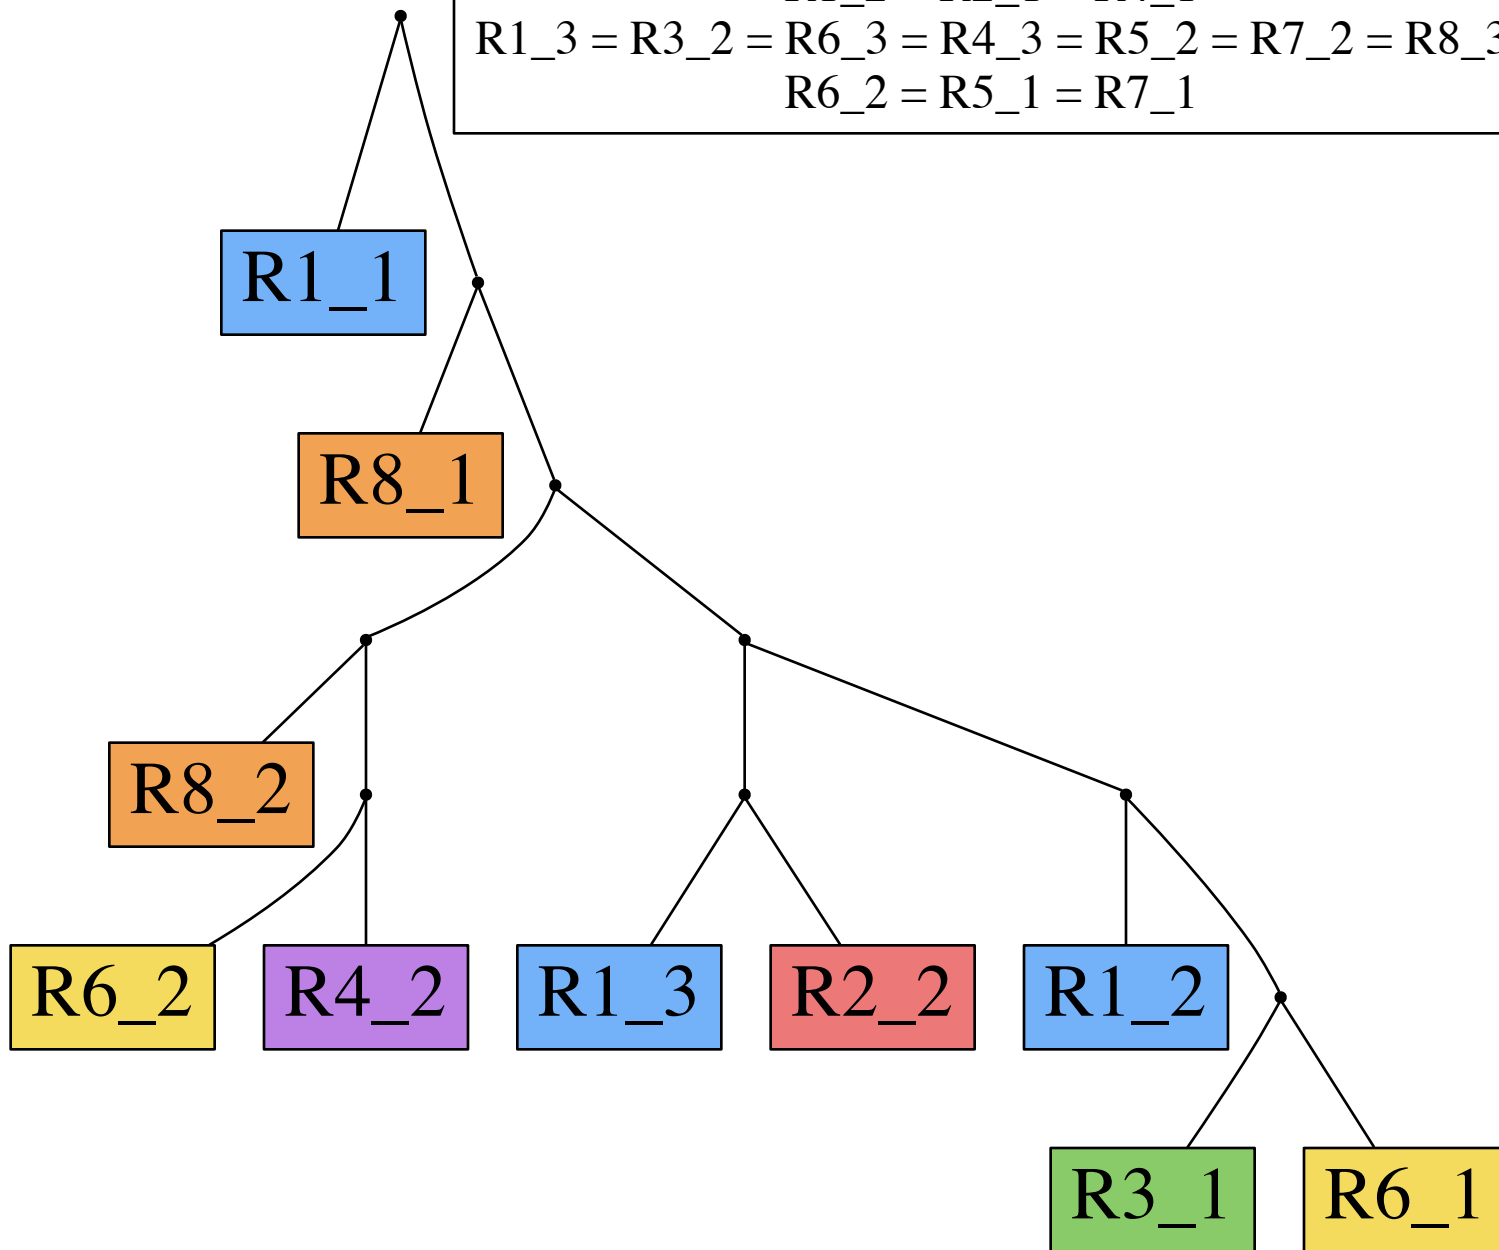 R1_3 = R3_2 = R6_3 = R4_3 = R5_2 = R7_2 = R8_3
R6_2 = R5_1 = R7_1
R1_1
R8_1
R8_2
R6_2
R4_2
R1_3
R2_2
R1_2
R3_1
R6_1